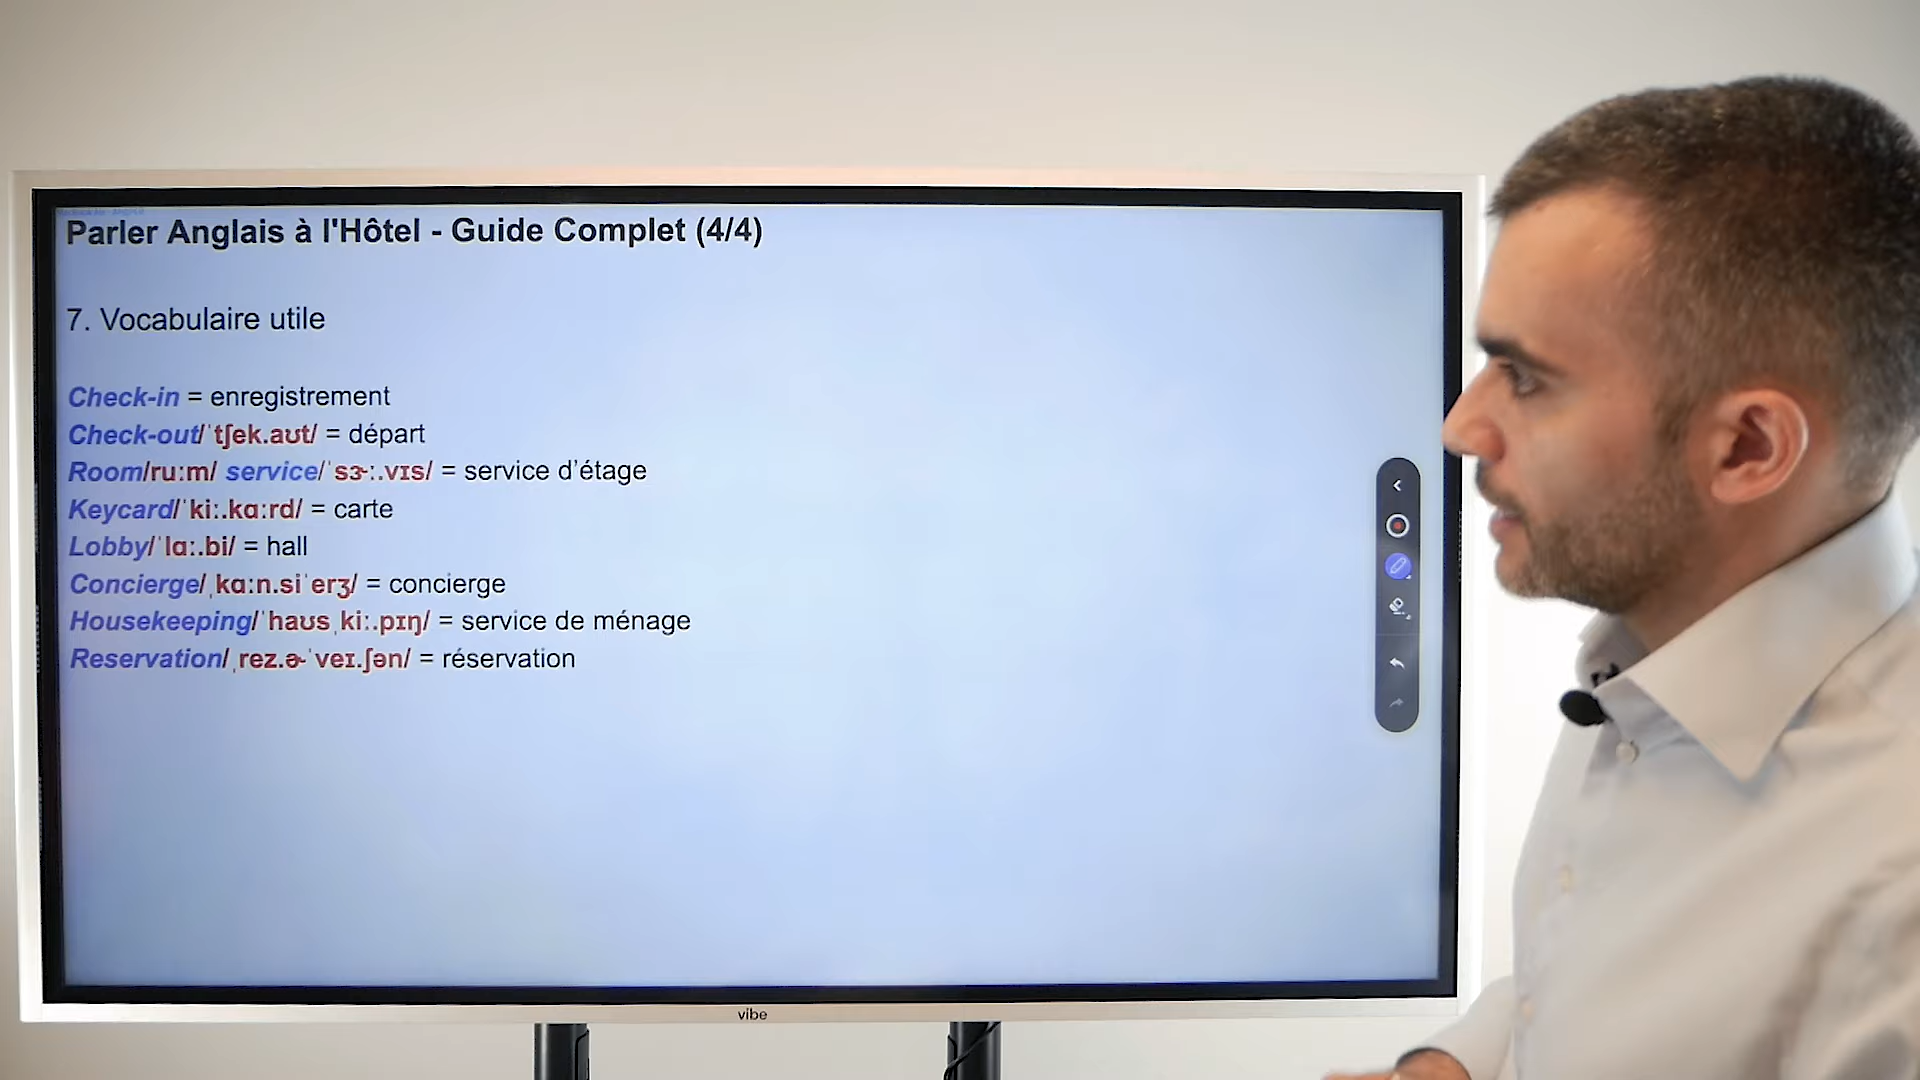 Parler Anglais à l'Hôtel - Guide Complet (4/4)
7. Vocabulaire utile
Check-in = enregistrement
Check-out/ˈtʃek.aʊt/ = départ
Room/ruːm/ service/ˈsɝː.vɪs/ = service d’étage
Keycard/ˈkiː.kɑːrd/ = carte
Lobby/ˈlɑː.bi/ = hall
Concierge/ˌkɑːn.siˈerʒ/ = concierge
Housekeeping/ˈhaʊsˌkiː.pɪŋ/ = service de ménage
Reservation/ˌrez.ɚˈveɪ.ʃən/ = réservation
vibe